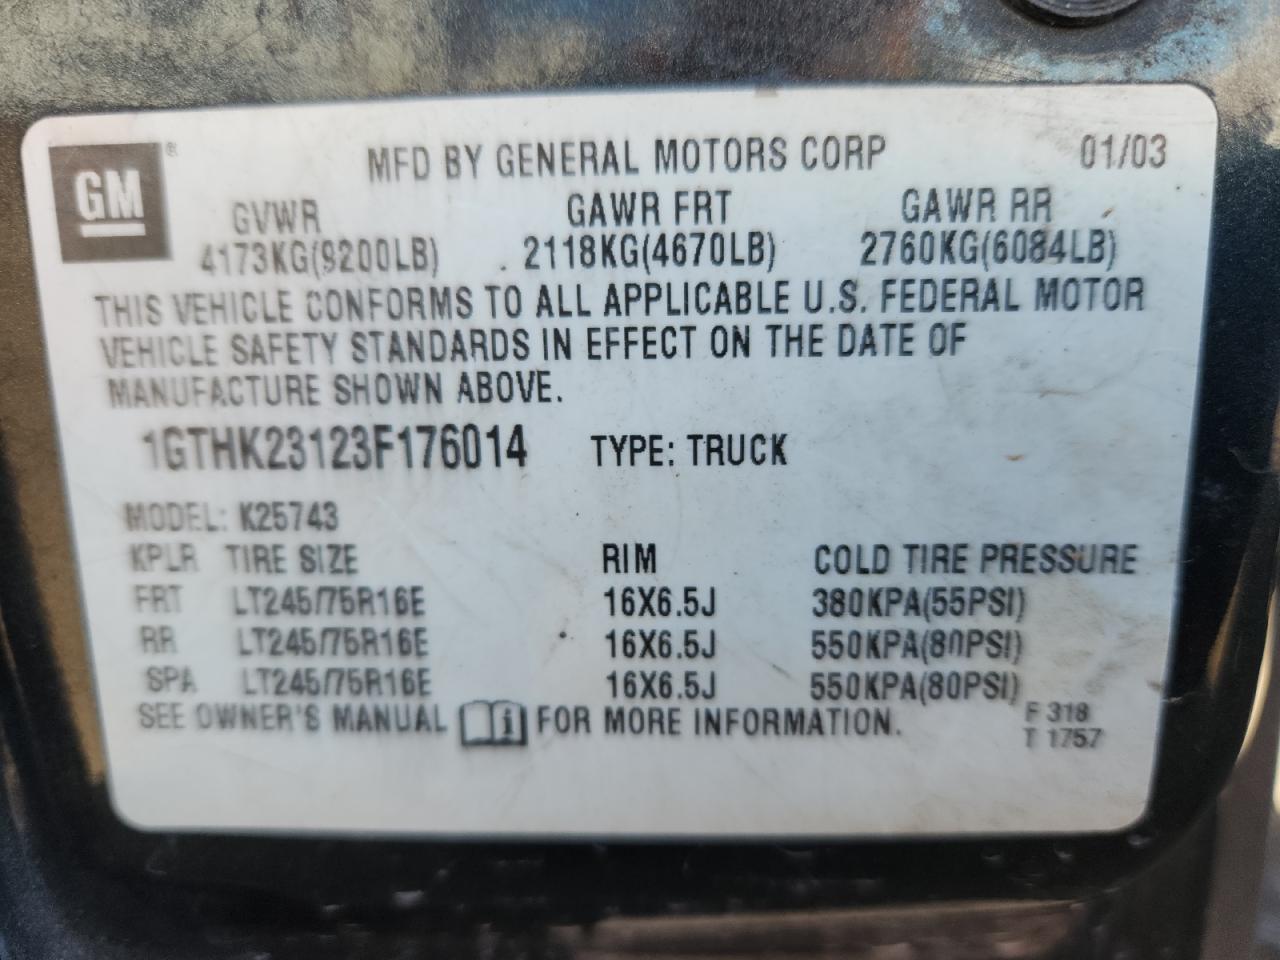 GM ® MFD BY GENERAL MOTORS CORP 01/03
GVWR GAWR FRT GAWR RR
4173KG(9200LB) 2118KG(4670LB) 2760KG(6084LB)
THIS VEHICLE CONFORMS TO ALL APPLICABLE U.S. FEDERAL MOTOR
VEHICLE SAFETY STANDARDS IN EFFECT ON THE DATE OF
MANUFACTURE SHOWN ABOVE.
1GTHK23123F176014 TYPE: TRUCK
MODEL: K25743
KPLR TIRE SIZE RIM COLD TIRE PRESSURE
FRT LT245/75R16E 16X6.5J 380KPA(55PSI)
RR LT245/75R16E 16X6.5J 550KPA(80PSI)
SPA LT245/75R16E 16X6.5J 550KPA(80PSI)
SEE OWNER'S MANUAL i FOR MORE INFORMATION.
F 318
T 1757